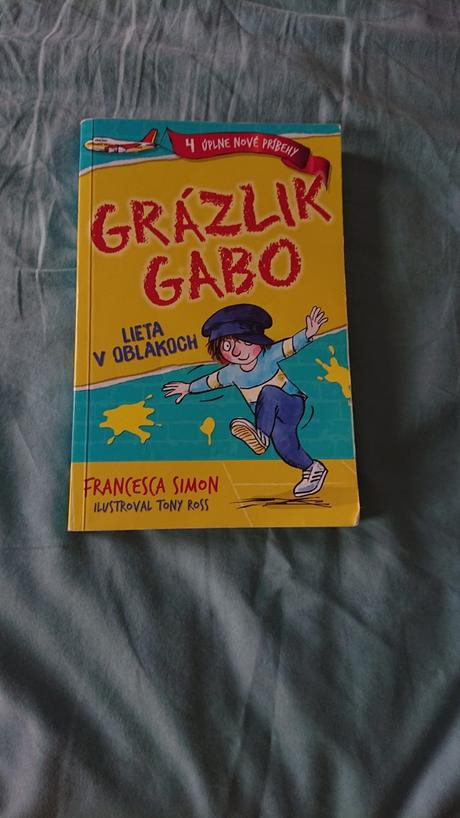 4 ÚPLNE NOVÉ PRÍBEHY
GRÁZLIK
GABO
LIETA
V OBLAKOCH
FRANCESCA SIMON
ILUSTROVAL TONY ROSS